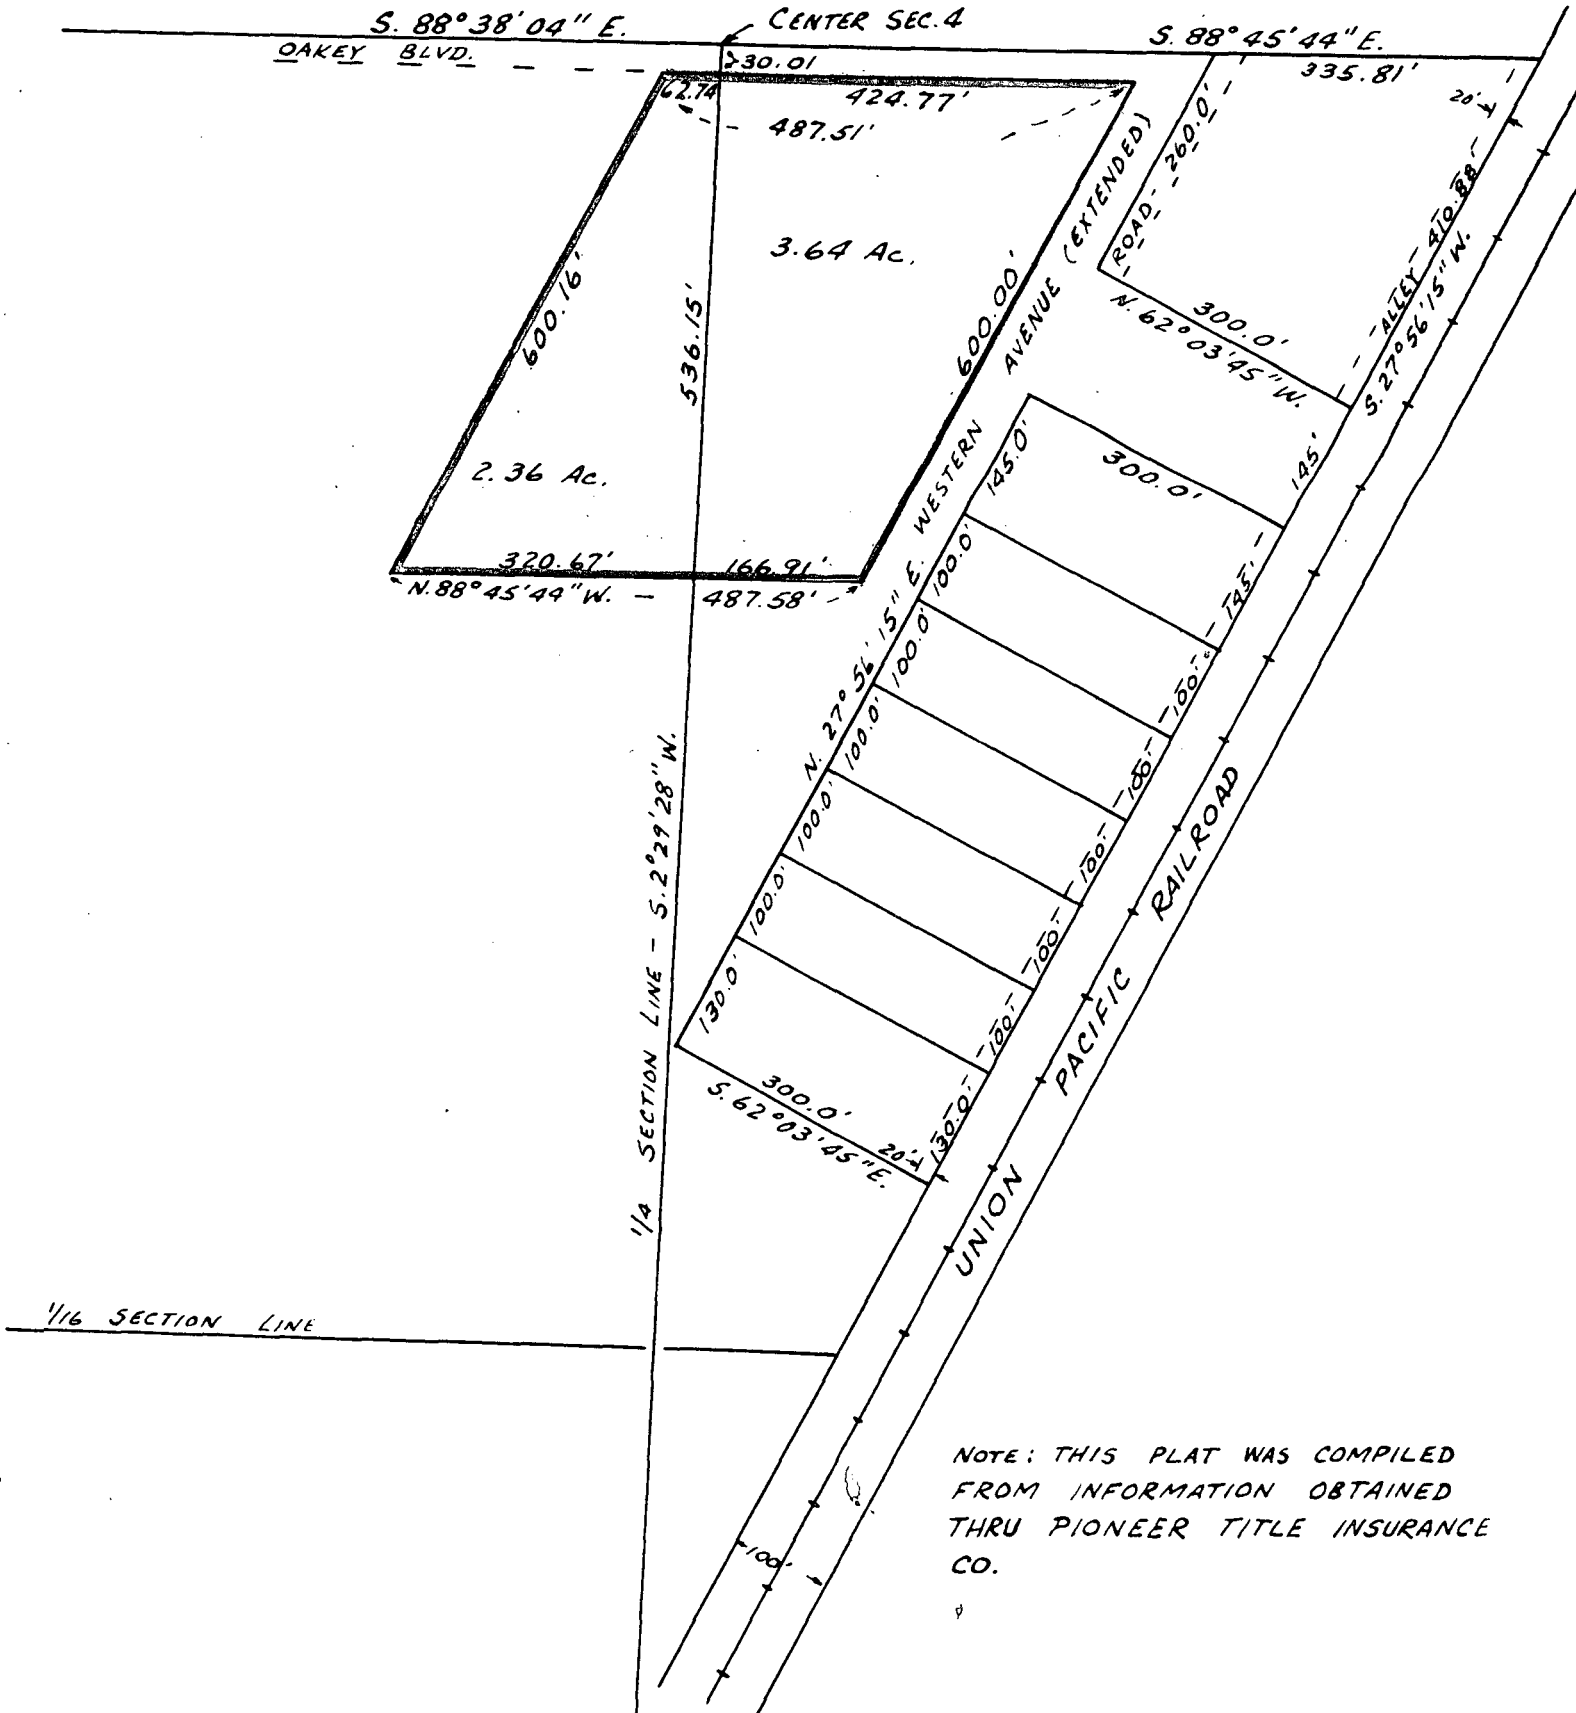 S. 88° 38' 04" E.
CENTER SEC. 4
S. 88° 45' 44" E.
OAKEY BLVD.
30.01
335.81'
62.74
424.77'
20'
487.51'
ROAD - 260.0'
3.64 Ac.
600.16'
536.15'
600.00'
N. 27° 56' 15" E. WESTERN AVENUE (EXTENDED)
300.0'
N. 62° 03' 45" W.
ALLEY - 410.88'
S. 27° 56' 15" W.
2.36 Ac.
320.67'
166.91'
N. 88° 45' 44" W. - 487.58'
145.0'
300.0'
145'
100.0'
145'
100.0'
100'
100.0'
100'
100.0'
100'
100.0'
100'
130.0'
100'
300.0'
S. 62° 03' 45" E.
20'
130.0'
1/4 SECTION LINE - S. 2° 29' 28" W.
UNION PACIFIC RAILROAD
1/16 SECTION LINE
100'
NOTE: THIS PLAT WAS COMPILED
FROM INFORMATION OBTAINED
THRU PIONEER TITLE INSURANCE
CO.